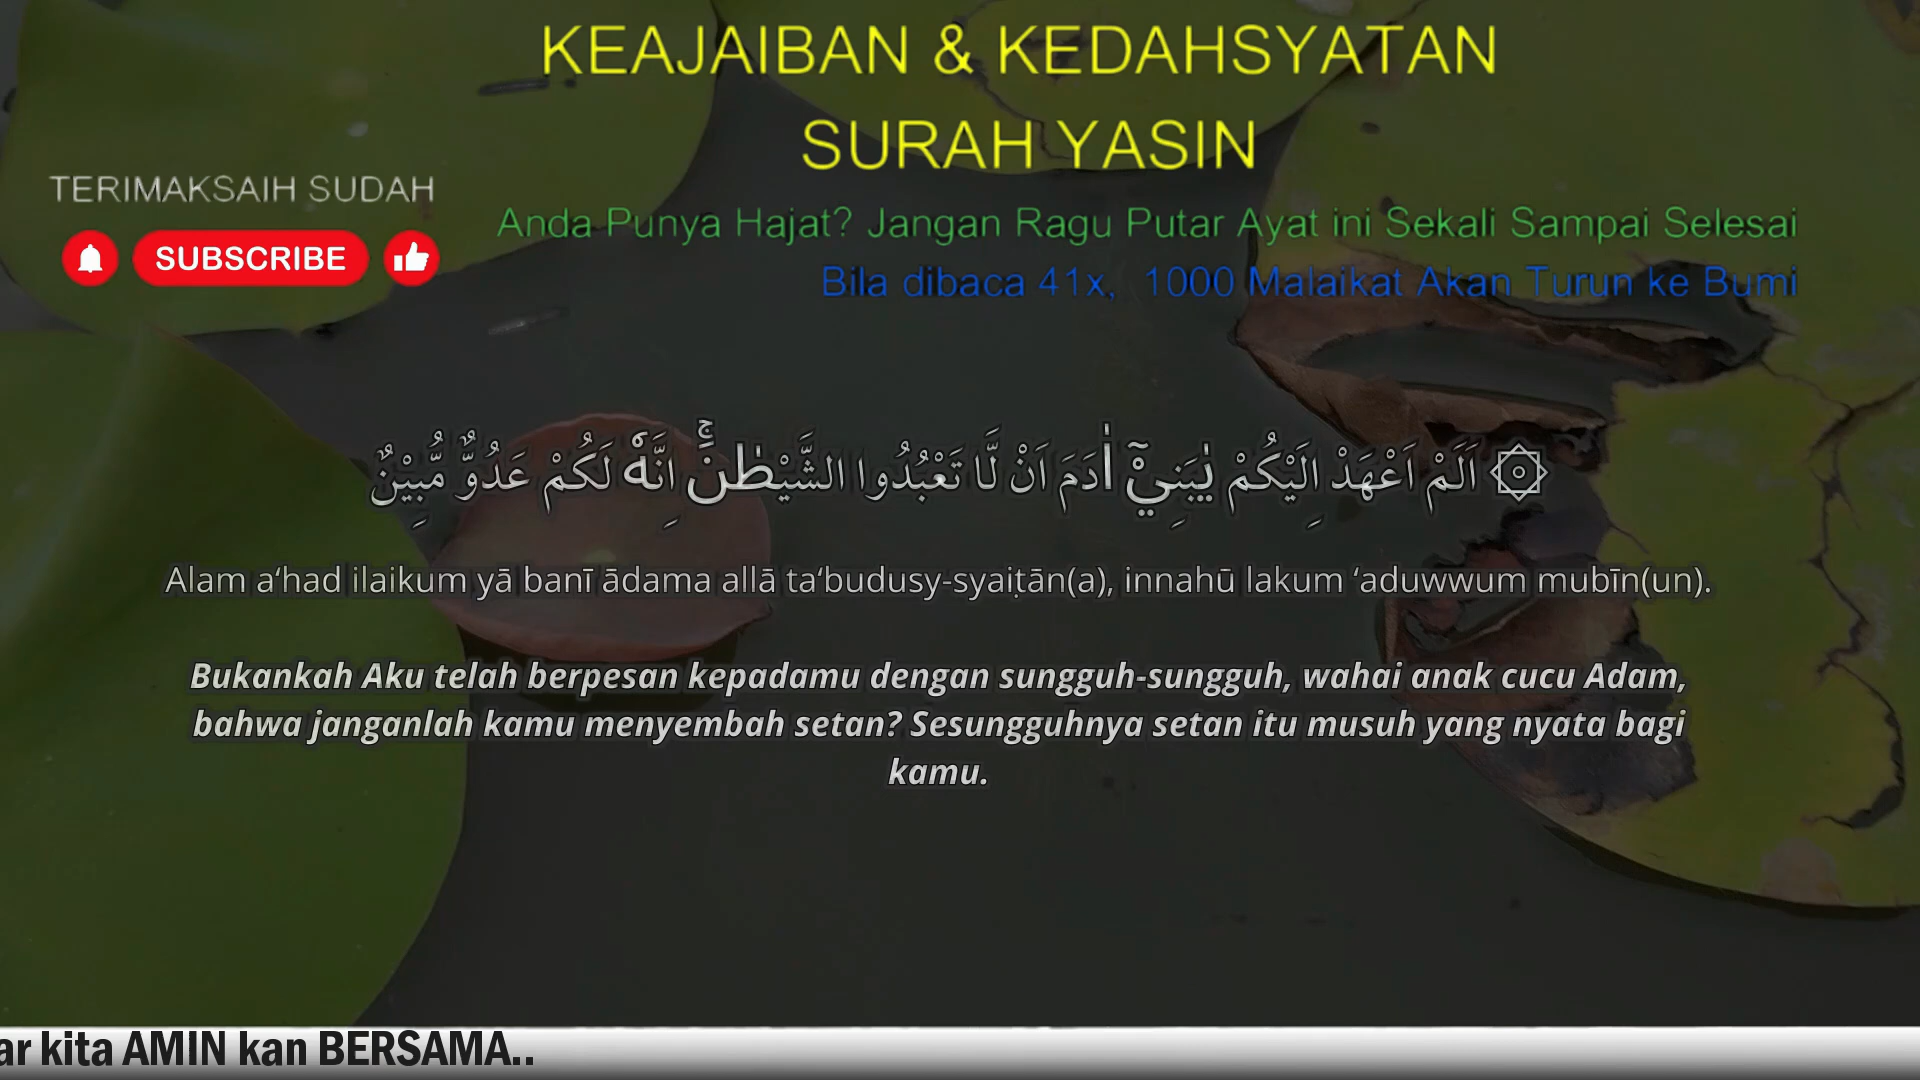 KEAJAIBAN & KEDAHSYATAN
SURAH YASIN
TERIMAKSAIH SUDAH
SUBSCRIBE
Anda Punya Hajat? Jangan Ragu Putar Ayat ini Sekali Sampai Selesai
Bila dibaca 41x, 1000 Malaikat Akan Turun ke Bumi
۞ اَلَمْ اَعْهَدْ اِلَيْكُمْ يٰبَنِيْٓ اٰدَمَ اَنْ لَّا تَعْبُدُوا الشَّيْطٰنَۚ اِنَّهٗ لَكُمْ عَدُوٌّ مُّبِيْنٌ
Alam a‘had ilaikum yā banī ādama allā ta‘budusy-syaiṭān(a), innahū lakum ‘aduwwum mubīn(un).
Bukankah Aku telah berpesan kepadamu dengan sungguh-sungguh, wahai anak cucu Adam,
bahwa janganlah kamu menyembah setan? Sesungguhnya setan itu musuh yang nyata bagi
kamu.
ar kita AMIN kan BERSAMA..